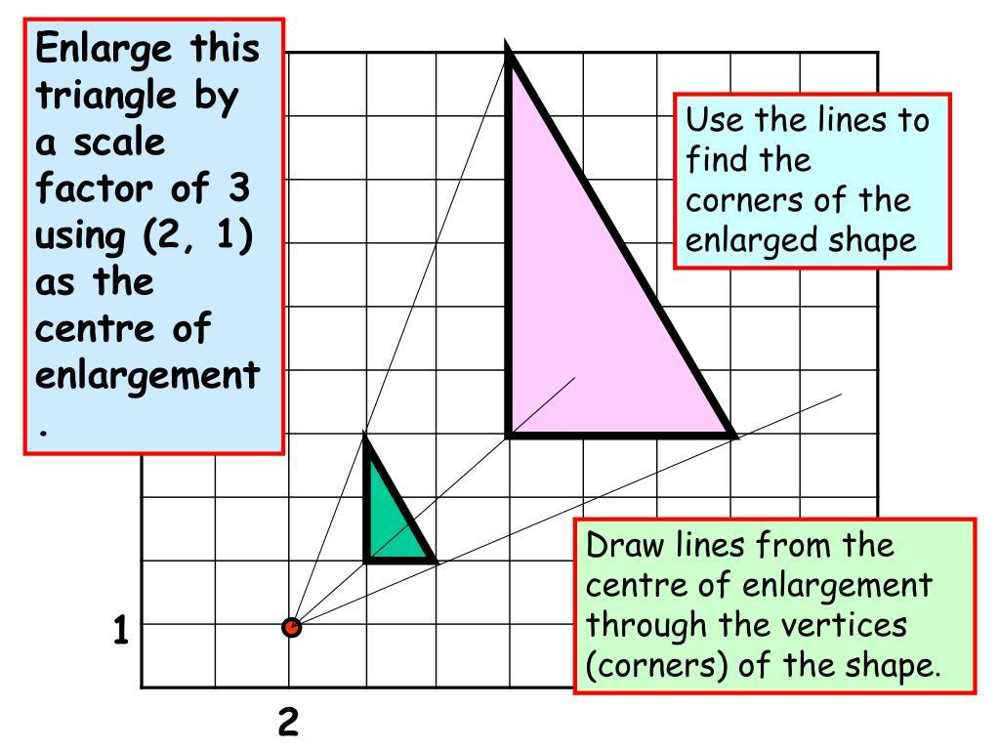 Enlarge this
triangle by
a scale
factor of 3
using (2, 1)
as the
centre of
enlargement
.
Use the lines to
find the
corners of the
enlarged shape
Draw lines from the
centre of enlargement
through the vertices
(corners) of the shape.
1
2